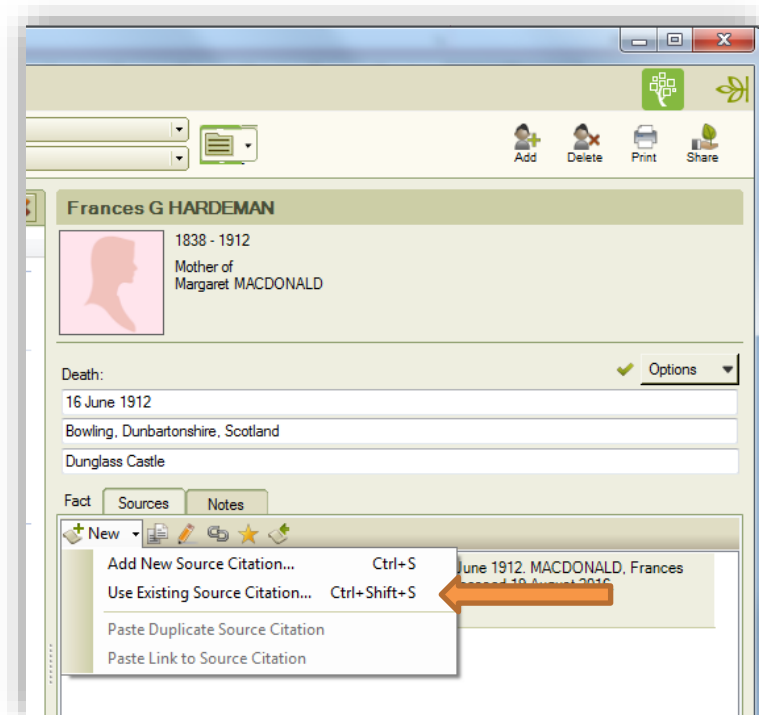 Add Delete Print Share
Frances G HARDEMAN
1838 - 1912
Mother of
Margaret MACDONALD
Death:
Options
16 June 1912
Bowling, Dunbartonshire, Scotland
Dunglass Castle
Fact Sources Notes
New
Add New Source Citation... Ctrl+S
June 1912. MACDONALD, Frances
Use Existing Source Citation... Ctrl+Shift+S
Paste Duplicate Source Citation
Paste Link to Source Citation